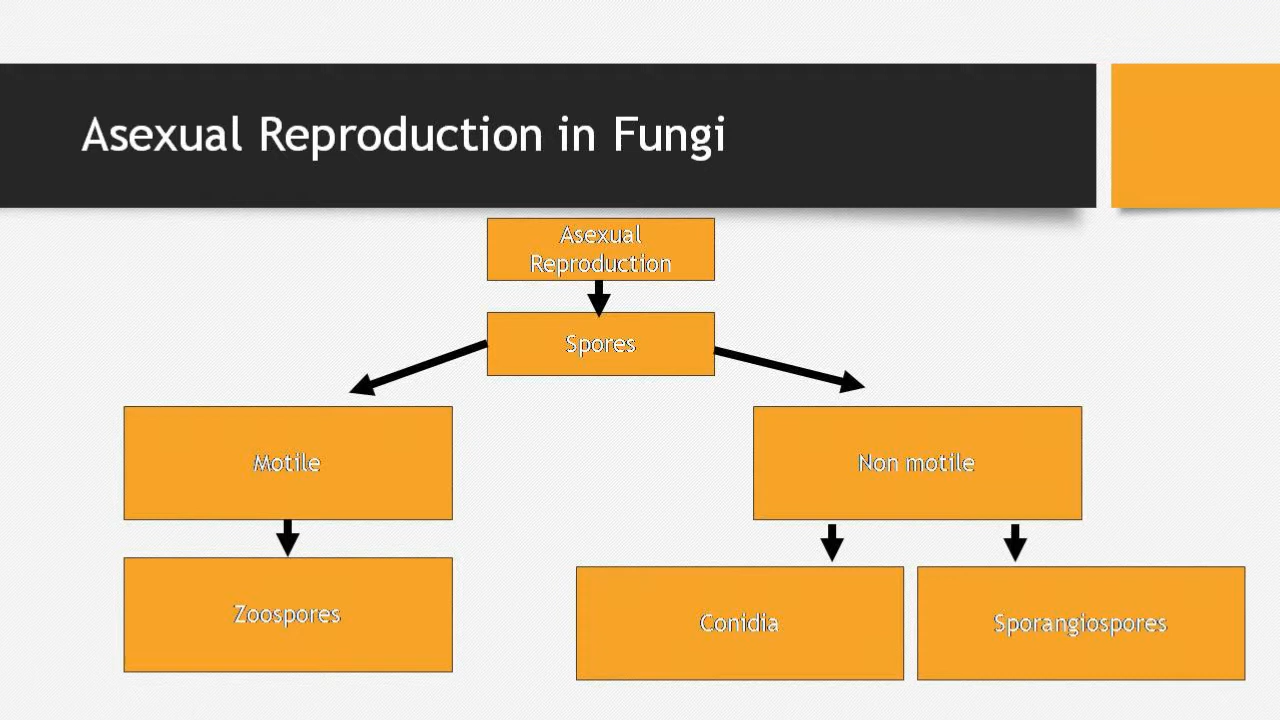 Asexual Reproduction in Fungi
Asexual
Reproduction
Spores
Motile
Non motile
Zoospores
Conidia
Sporangiospores